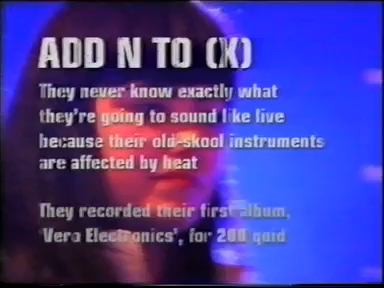 ADD N TO (X)
They never know exactly what
they're going to sound like live
because their old-skool instruments
are affected by heat
They recorded their first album,
'Vero Electronics', for 200 quid